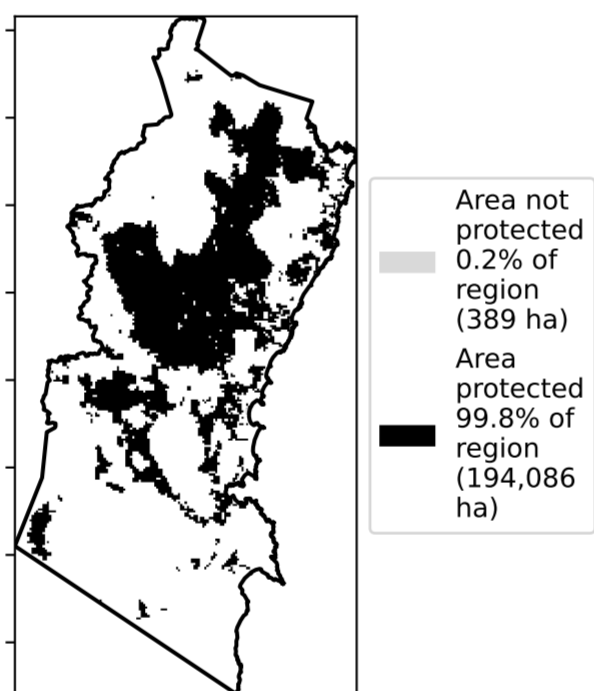 Area not
protected
0.2% of
region
(389 ha)
Area
protected
99.8% of
region
(194,086
ha)